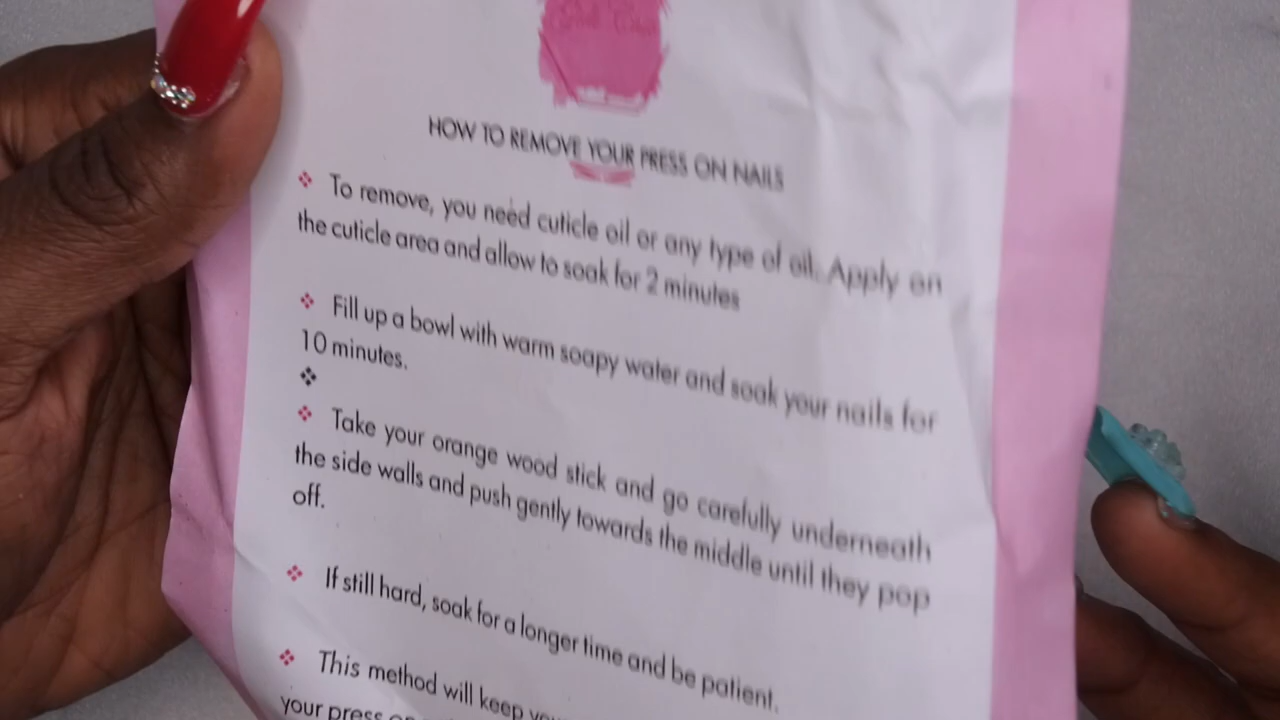 HOW TO REMOVE YOUR PRESS ON NAILS
❖ To remove, you need cuticle oil or any type of oil. Apply on
the cuticle area and allow to soak for 2 minutes
❖ Fill up a bowl with warm soapy water and soak your nails for
10 minutes.
❖
❖ Take your orange wood stick and go carefully underneath
the side walls and push gently towards the middle until they pop
off.
❖ If still hard, soak for a longer time and be patient.
❖ This method will keep
your press